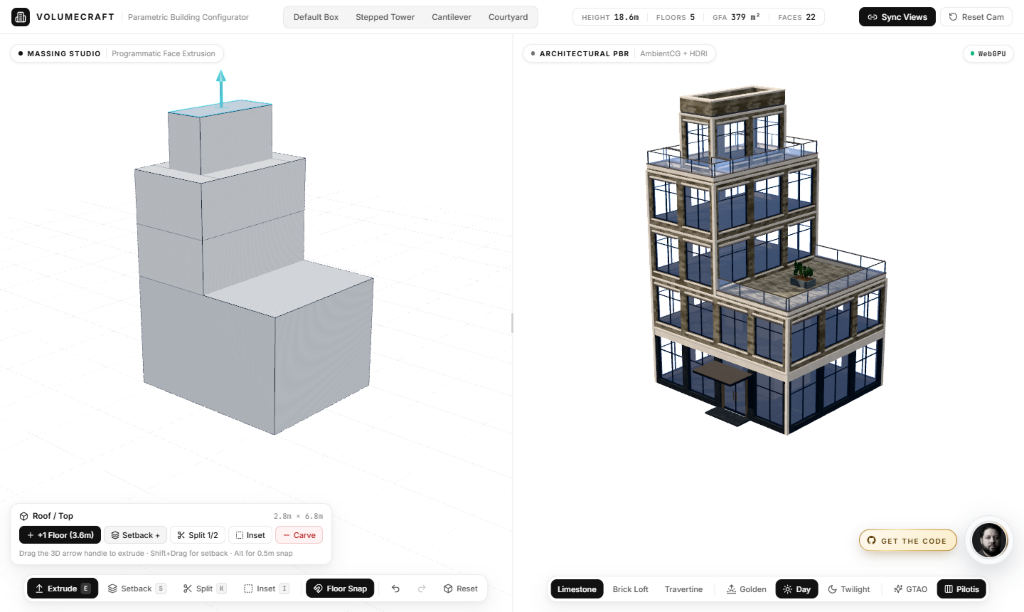 VOLUMECRAFT Parametric Building Configurator Default Box Stepped Tower Cantilever Courtyard HEIGHT 18.6m FLOORS 5 GFA 379 m² FACES 22 Sync Views Reset Cam
MASSING STUDIO Programmatic Face Extrusion
ARCHITECTURAL PBR AmbientCG + HDRI
WebGPU
Roof / Top 2.8m × 6.8m
+1 Floor (3.6m) Setback + Split 1/2 Inset Carve
Drag the 3D arrow handle to extrude · Shift+Drag for setback · Alt for 0.5m snap
Extrude E Setback S Split K Inset I Floor Snap Reset
GET THE CODE
Limestone Brick Loft Travertine Golden Day Twilight GTAO Pilotis